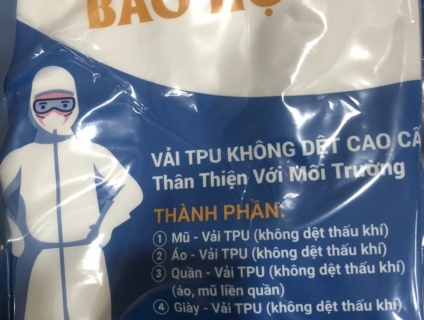 BẢO HỘ
VẢI TPU KHÔNG DỆT CAO CẤ
Thân Thiện Với Môi Trường
THÀNH PHẦN:
1 Mũ - Vải TPU (không dệt thấu khí)
2 Áo - Vải TPU (không dệt thấu khí)
3 Quần - Vải TPU (không dệt thấu khí)
(áo, mũ liền quần)
4 Giày - Vải TPU (không dệt thấu khí)